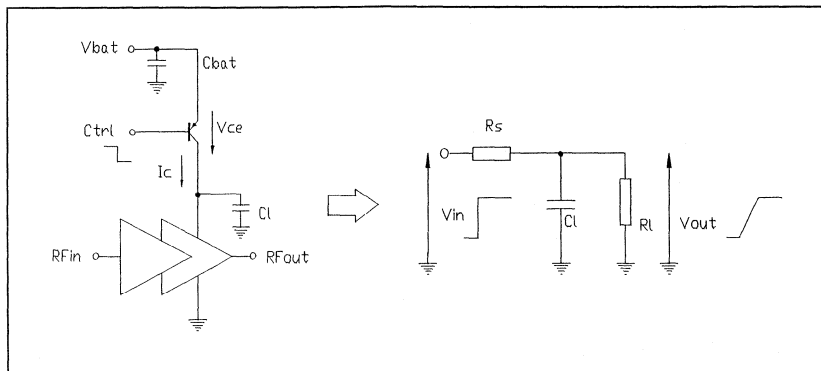 Vbat
Cbat
Ctrl
Vce
Ic
Cl
RFin
RFout
Rs
Vin
Cl
Rl
Vout